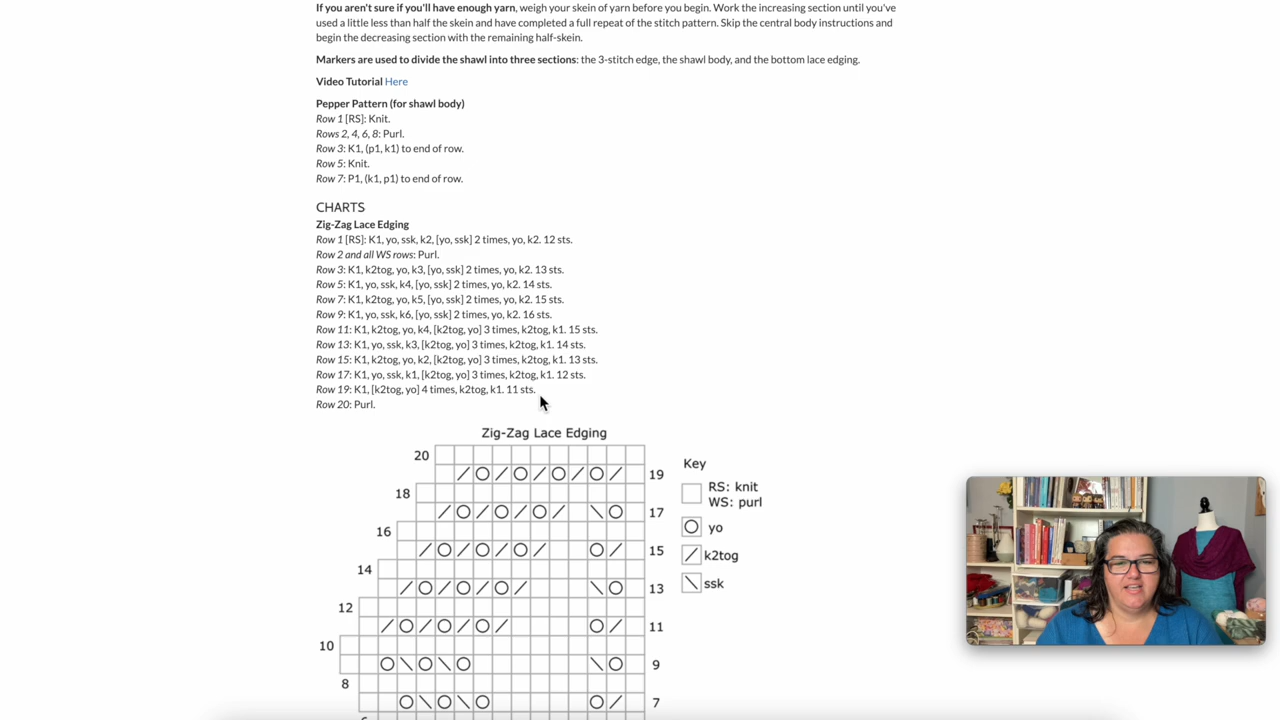 If you aren't sure if you'll have enough yarn, weigh your skein of yarn before you begin. Work the increasing section until you've
used a little less than half the skein and have completed a full repeat of the stitch pattern. Skip the central body instructions and
begin the decreasing section with the remaining half-skein.
Markers are used to divide the shawl into three sections: the 3-stitch edge, the shawl body, and the bottom lace edging.
Video Tutorial Here
Pepper Pattern (for shawl body)
Row 1 [RS]: Knit.
Rows 2, 4, 6, 8: Purl.
Row 3: K1, (p1, k1) to end of row.
Row 5: Knit.
Row 7: P1, (k1, p1) to end of row.
CHARTS
Zig-Zag Lace Edging
Row 1 [RS]: K1, yo, ssk, k2, [yo, ssk] 2 times, yo, k2. 12 sts.
Row 2 and all WS rows: Purl.
Row 3: K1, k2tog, yo, k3, [yo, ssk] 2 times, yo, k2. 13 sts.
Row 5: K1, yo, ssk, k4, [yo, ssk] 2 times, yo, k2. 14 sts.
Row 7: K1, k2tog, yo, k5, [yo, ssk] 2 times, yo, k2. 15 sts.
Row 9: K1, yo, ssk, k6, [yo, ssk] 2 times, yo, k2. 16 sts.
Row 11: K1, k2tog, yo, k4, [k2tog, yo] 3 times, k2tog, k1. 15 sts.
Row 13: K1, yo, ssk, k3, [k2tog, yo] 3 times, k2tog, k1. 14 sts.
Row 15: K1, k2tog, yo, k2, [k2tog, yo] 3 times, k2tog, k1. 13 sts.
Row 17: K1, yo, ssk, k1, [k2tog, yo] 3 times, k2tog, k1. 12 sts.
Row 19: K1, [k2tog, yo] 4 times, k2tog, k1. 11 sts.
Row 20: Purl.
Zig-Zag Lace Edging
20
19
18
17
16
15
14
13
12
11
10
9
8
7
Key
RS: knit
WS: purl
yo
k2tog
ssk